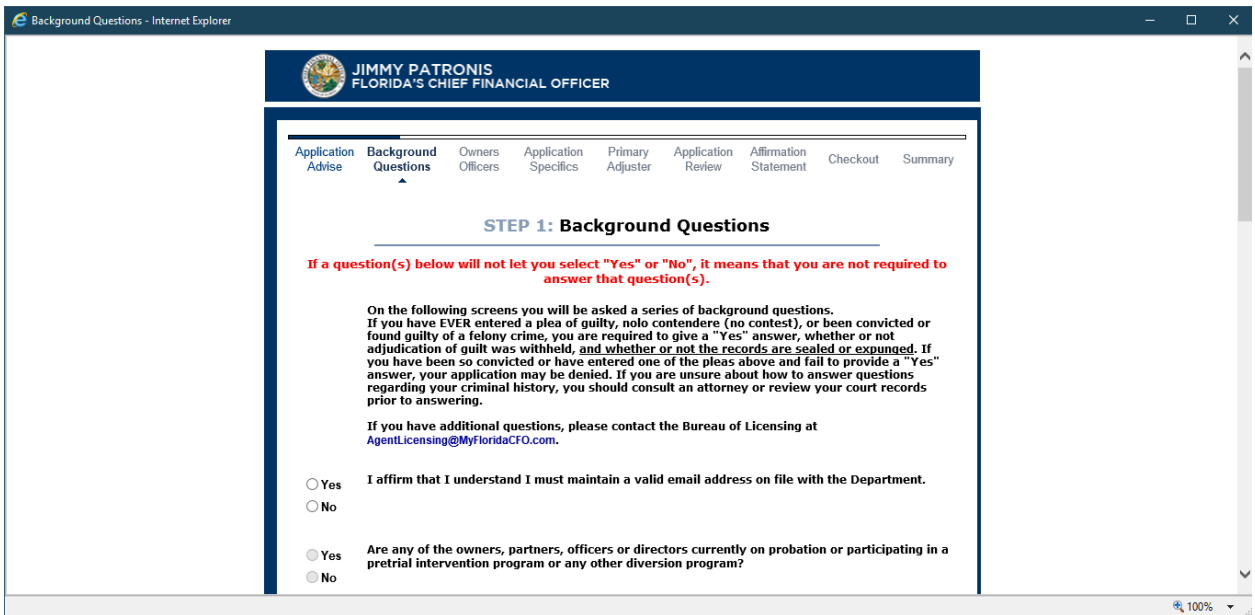 Background Questions - Internet Explorer
JIMMY PATRONIS
FLORIDA'S CHIEF FINANCIAL OFFICER
Application Advise
Background Questions
Owners Officers
Application Specifics
Primary Adjuster
Application Review
Affirmation Statement
Checkout
Summary
STEP 1: Background Questions
If a question(s) below will not let you select "Yes" or "No", it means that you are not required to
answer that question(s).
On the following screens you will be asked a series of background questions.
If you have EVER entered a plea of guilty, nolo contendere (no contest), or been convicted or
found guilty of a felony crime, you are required to give a "Yes" answer, whether or not
adjudication of guilt was withheld, and whether or not the records are sealed or expunged. If
you have been so convicted or have entered one of the pleas above and fail to provide a "Yes"
answer, your application may be denied. If you are unsure about how to answer questions
regarding your criminal history, you should consult an attorney or review your court records
prior to answering.
If you have additional questions, please contact the Bureau of Licensing at
AgentLicensing@MyFloridaCFO.com.
Yes
No
I affirm that I understand I must maintain a valid email address on file with the Department.
Yes
No
Are any of the owners, partners, officers or directors currently on probation or participating in a
pretrial intervention program or any other diversion program?
100%